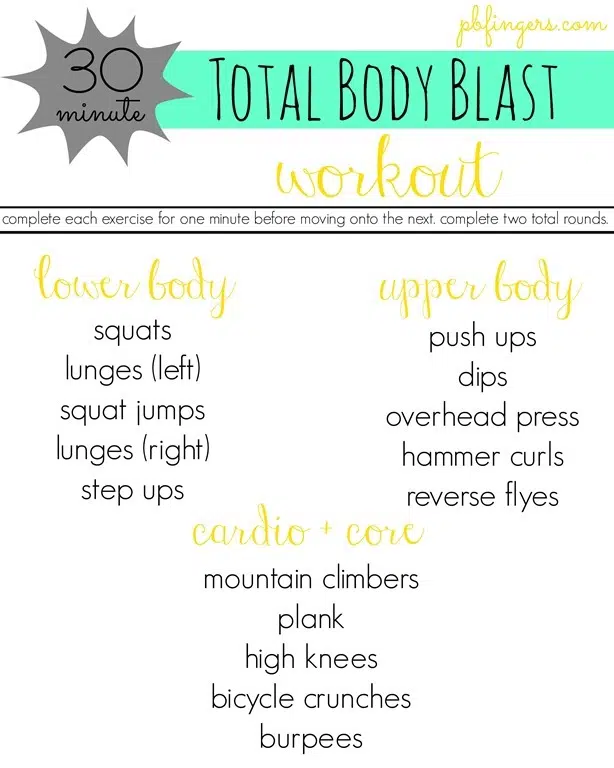 pbfingers.com
30
minute
TOTAL BODY BLAST
workout
complete each exercise for one minute before moving onto the next. complete two total rounds.
lower body
squats
lunges (left)
squat jumps
lunges (right)
step ups
upper body
push ups
dips
overhead press
hammer curls
reverse flyes
cardio + core
mountain climbers
plank
high knees
bicycle crunches
burpees